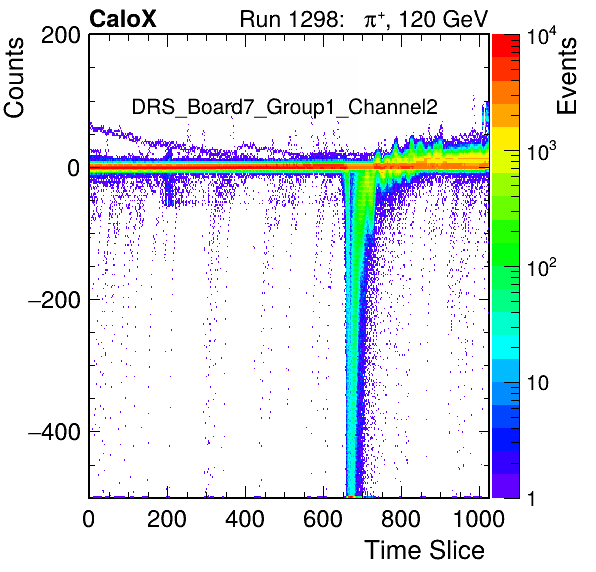 CaloX Run 1298: π⁺, 120 GeV
200
0
−200
−400
Counts
DRS_Board7_Group1_Channel2
0 200 400 600 800 1000
Time Slice
10⁴
10³
10²
10
1
Events